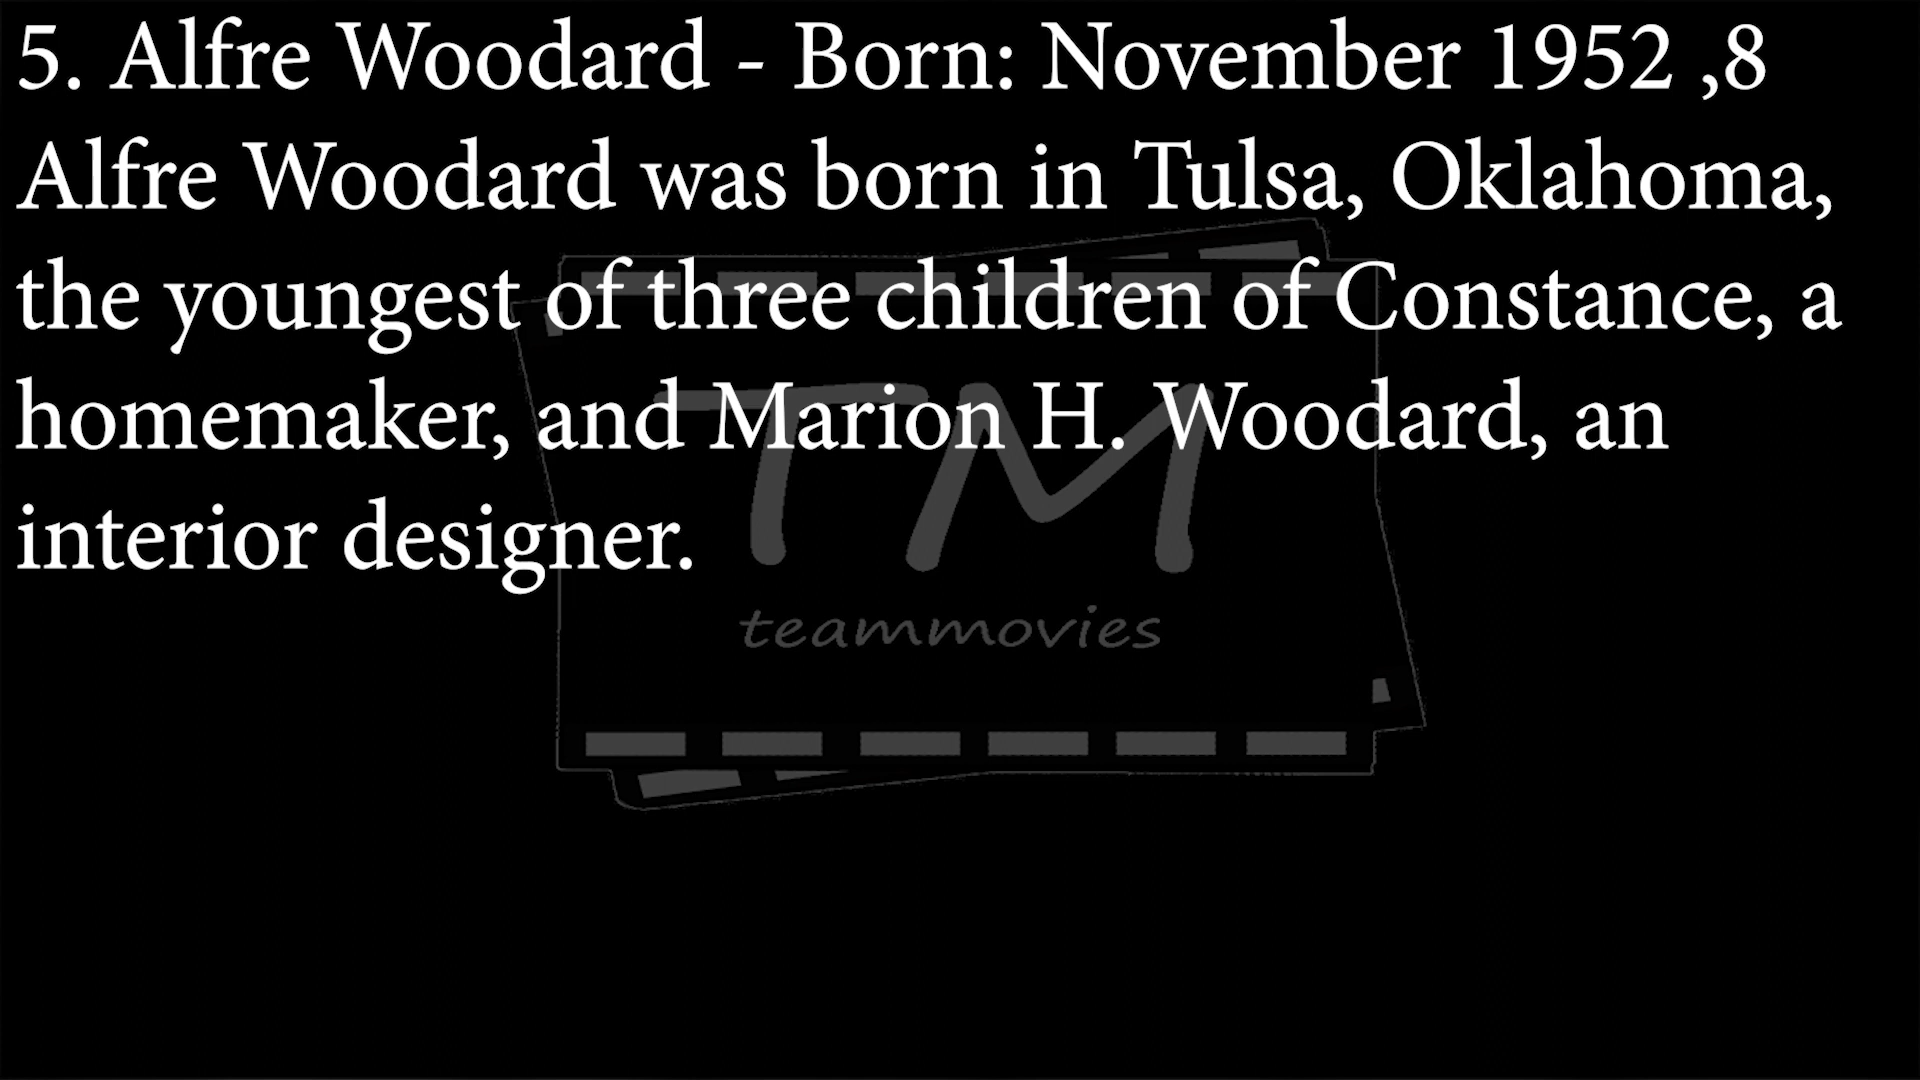 5. Alfre Woodard - Born: November 1952 ,8
Alfre Woodard was born in Tulsa, Oklahoma,
the youngest of three children of Constance, a
homemaker, and Marion H. Woodard, an
interior designer.
TM
teammovies